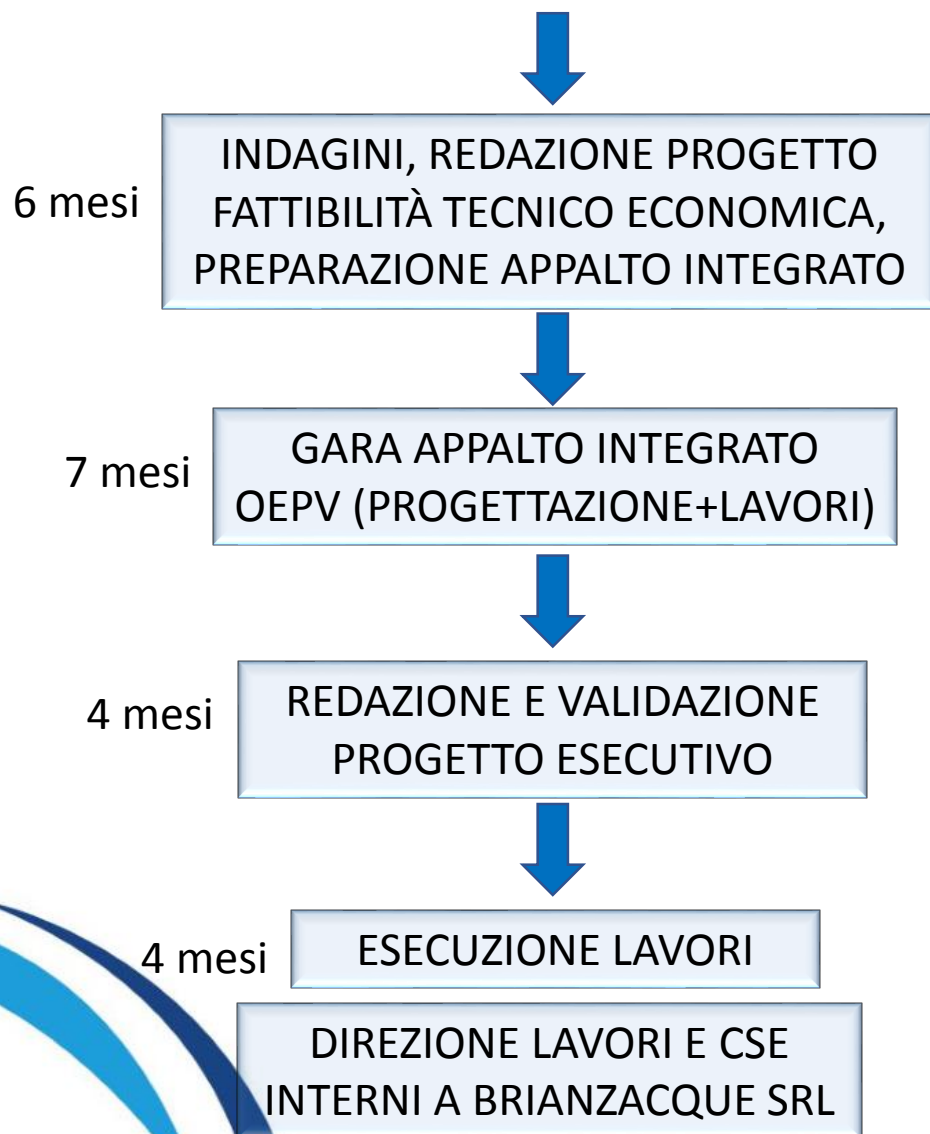 6 mesi
INDAGINI, REDAZIONE PROGETTO
FATTIBILITÀ TECNICO ECONOMICA,
PREPARAZIONE APPALTO INTEGRATO
7 mesi
GARA APPALTO INTEGRATO
OEPV (PROGETTAZIONE+LAVORI)
4 mesi
REDAZIONE E VALIDAZIONE
PROGETTO ESECUTIVO
4 mesi
ESECUZIONE LAVORI
DIREZIONE LAVORI E CSE
INTERNI A BRIANZACQUE SRL